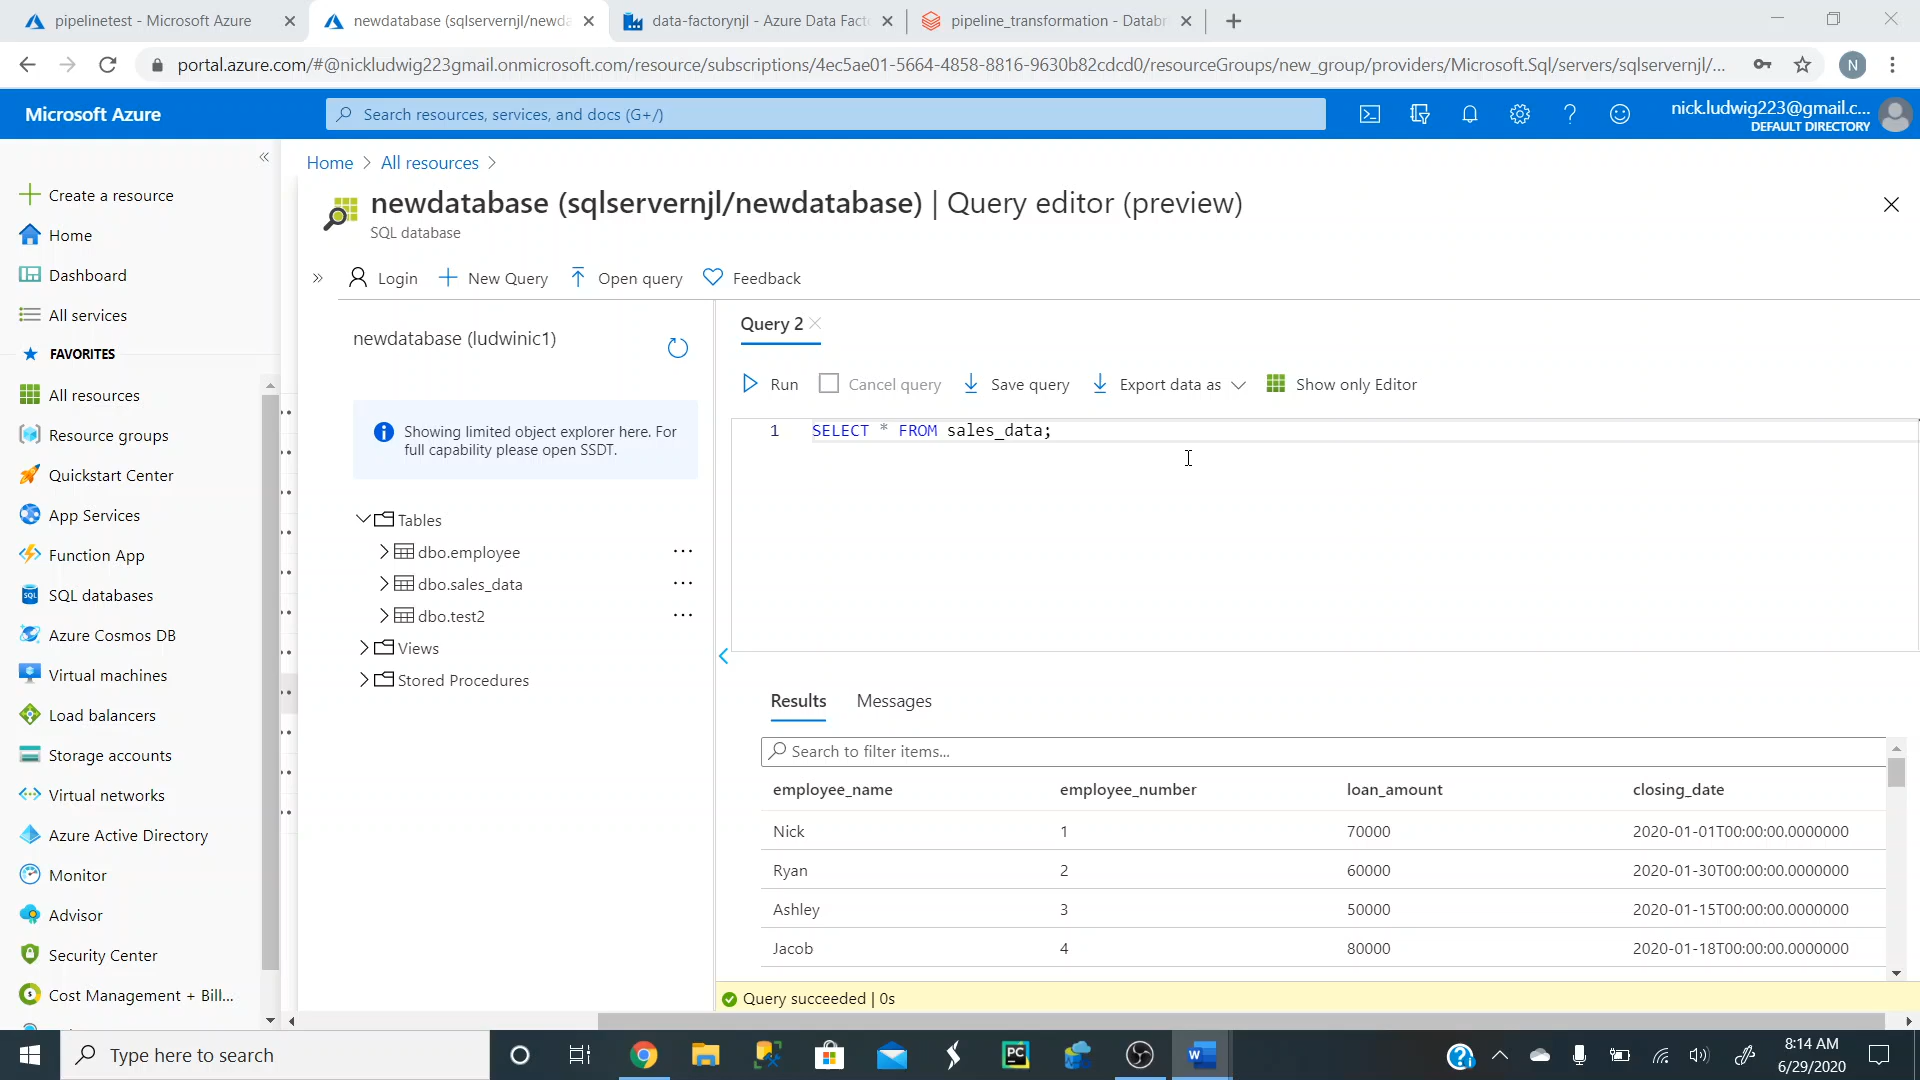 pipelinetest - Microsoft Azure
newdatabase (sqlservernjl/newda
data-factorynjl - Azure Data Fact
pipeline_transformation - Databr
portal.azure.com/#@nickludwig223gmail.onmicrosoft.com/resource/subscriptions/4ec5ae01-5664-4858-8816-9630b82cdcd0/resourceGroups/new_group/providers/Microsoft.Sql/servers/sqlservernjl/...
N
Microsoft Azure
Search resources, services, and docs (G+/)
nick.ludwig223@gmail.c...
DEFAULT DIRECTORY
Create a resource
Home
Dashboard
All services
FAVORITES
All resources
Resource groups
Quickstart Center
App Services
Function App
SQL databases
Azure Cosmos DB
Virtual machines
Load balancers
Storage accounts
Virtual networks
Azure Active Directory
Monitor
Advisor
Security Center
Cost Management + Bill...
Home > All resources >
newdatabase (sqlservernjl/newdatabase) | Query editor (preview)
SQL database
Login
New Query
Open query
Feedback
newdatabase (ludwinic1)
Showing limited object explorer here. For
full capability please open SSDT.
Tables
dbo.employee
dbo.sales_data
dbo.test2
Views
Stored Procedures
Query 2
Run
Cancel query
Save query
Export data as
Show only Editor
1 SELECT * FROM sales_data;
Results
Messages
Search to filter items...
employee_name employee_number loan_amount closing_date
Nick 1 70000 2020-01-01T00:00:00.0000000
Ryan 2 60000 2020-01-30T00:00:00.0000000
Ashley 3 50000 2020-01-15T00:00:00.0000000
Jacob 4 80000 2020-01-18T00:00:00.0000000
Query succeeded | 0s
Type here to search
8:14 AM
6/29/2020